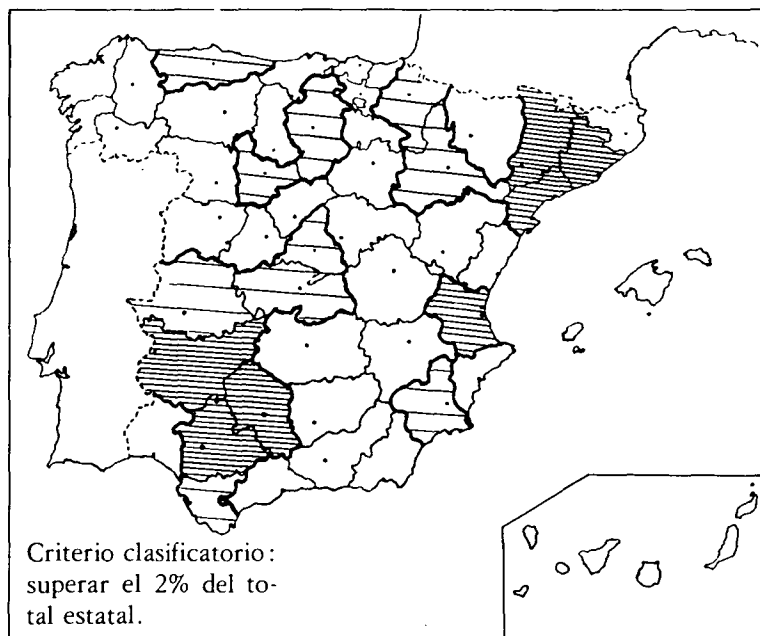 Criterio clasificatorio:
superar el 2% del to-
tal estatal.